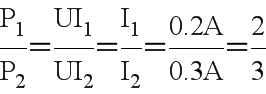 P₁/P₂ = UI₁/UI₂ = I₁/I₂ = 0.2A/0.3A = 2/3